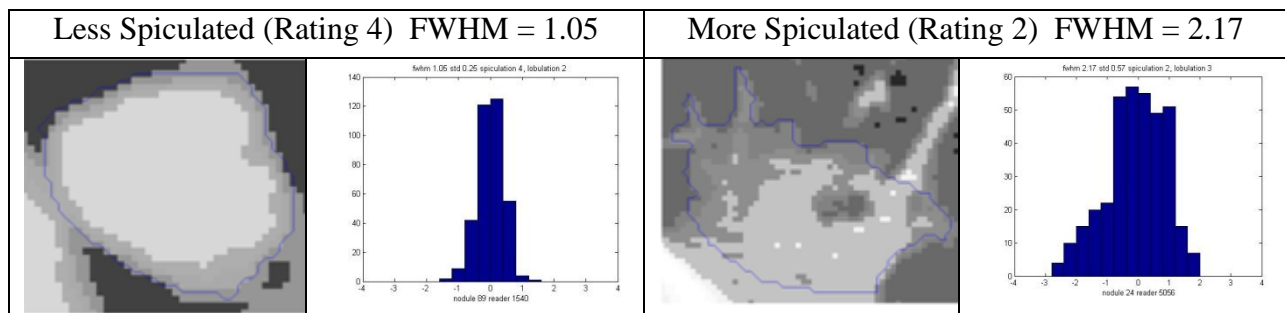 Less Spiculated (Rating 4) FWHM = 1.05
More Spiculated (Rating 2) FWHM = 2.17
fwhm 1.05 std 0.25 spiculation 4, lobulation 2
140
120
100
80
60
40
20
0
-4 -3 -2 -1 0 1 2 3 4
nodule 89 reader 1540
fwhm 2.17 std 0.57 spiculation 2, lobulation 3
60
50
40
30
20
10
0
-4 -3 -2 -1 0 1 2 3 4
nodule 24 reader 5056